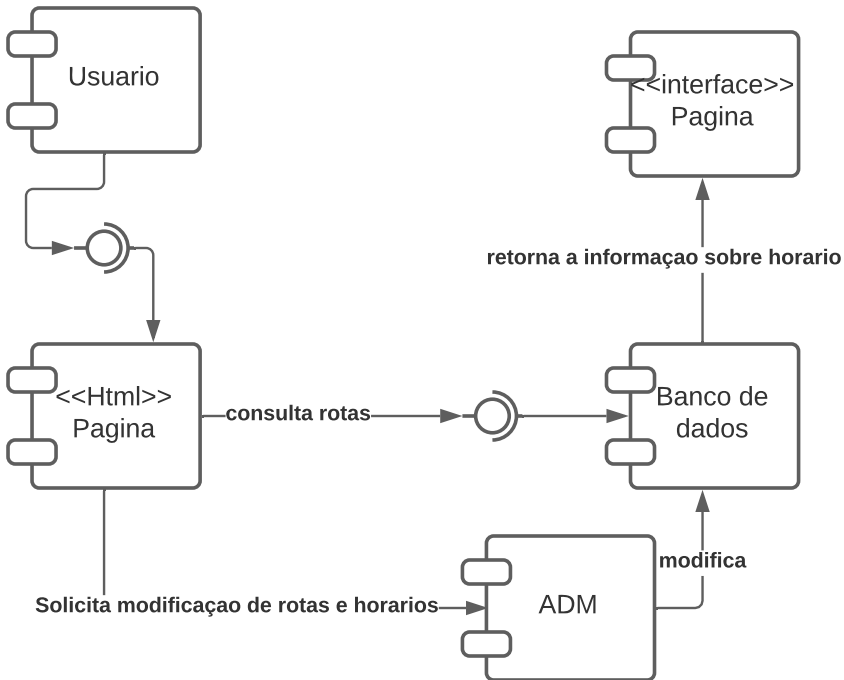 Usuario
<<interface>>
Pagina
retorna a informaçao sobre horario
<<Html>>
Pagina
consulta rotas
Banco de
dados
modifica
Solicita modificaçao de rotas e horarios
ADM